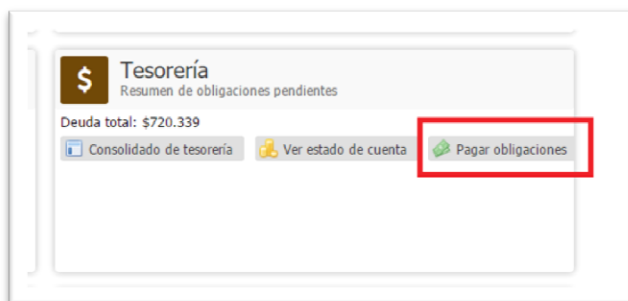 $
Tesorería
Resumen de obligaciones pendientes
Deuda total: $720.339
Consolidado de tesorería Ver estado de cuenta Pagar obligaciones